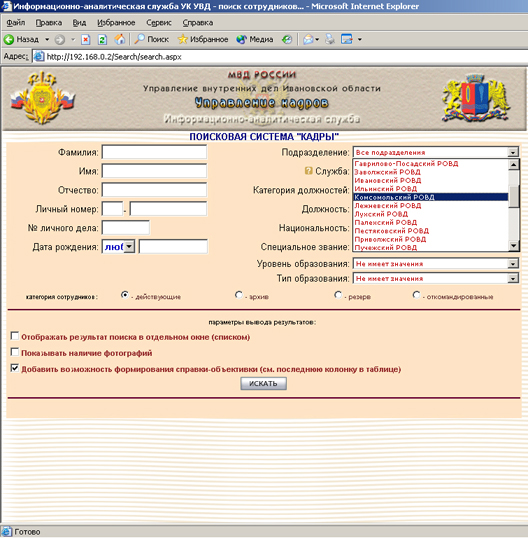 Информационно-аналитическая служба УК УВД - поиск сотрудников... - Microsoft Internet Explorer
Файл Правка Вид Избранное Сервис Справка
Назад Поиск Избранное Медиа
Адрес: http://192.168.0.2/Search/search.aspx
МВД РОССИИ
Управление внутренних дел Ивановской области
Управление кадров
Информационно-аналитическая служба
ПОИСКОВАЯ СИСТЕМА "КАДРЫ"
Фамилия: Подразделение: Все подразделения
Гаврилово-Посадский РОВД
Имя: ? Служба: Заволжский РОВД
Ивановский РОВД
Отчество: Категория должностей: Ильинский РОВД
Комсомольский РОВД
Личный номер: - Должность: Лежневский РОВД
Лухский РОВД
№ личного дела: Национальность: Палехский РОВД
Пестяковский РОВД
Приволжский РОВД
Дата рождения: люб Специальное звание: Пучежский РОВД
Уровень образования: Не имеет значения
Тип образования: Не имеет значения
категория сотрудников: - действующие - архив - резерв - откомандированные
параметры вывода результатов:
Отображать результат поиска в отдельном окне (списком)
Показывать наличие фотографий
Добавить возможность формирования справки-объективки (см. последнюю колонку в таблице)
ИСКАТЬ
Готово